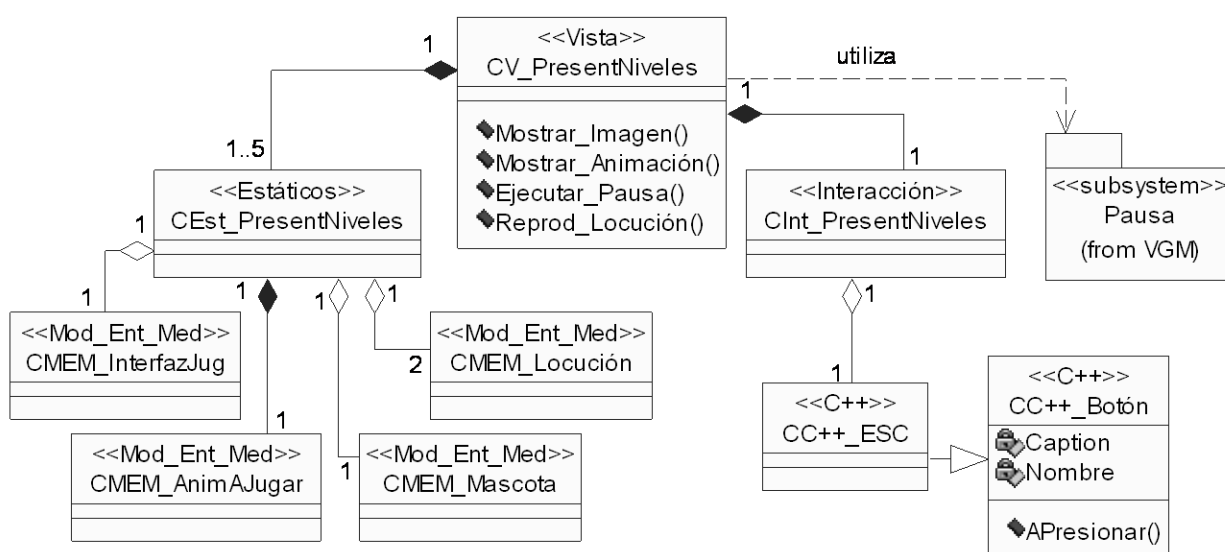 <<Vista>>
CV_PresentNiveles
Mostrar_Imagen()
Mostrar_Animación()
Ejecutar_Pausa()
Reprod_Locución()
1
1..5
1
1
utiliza
<<subsystem>>
Pausa
(from VGM)
<<Estáticos>>
CEst_PresentNiveles
<<Interacción>>
CInt_PresentNiveles
1
1
1
1
1
1
1
2
1
1
1
<<Mod_Ent_Med>>
CMEM_InterfazJug
<<Mod_Ent_Med>>
CMEM_Locución
<<Mod_Ent_Med>>
CMEM_AnimAJugar
<<Mod_Ent_Med>>
CMEM_Mascota
<<C++>>
CC++_ESC
<<C++>>
CC++_Botón
Caption
Nombre
APresionar()